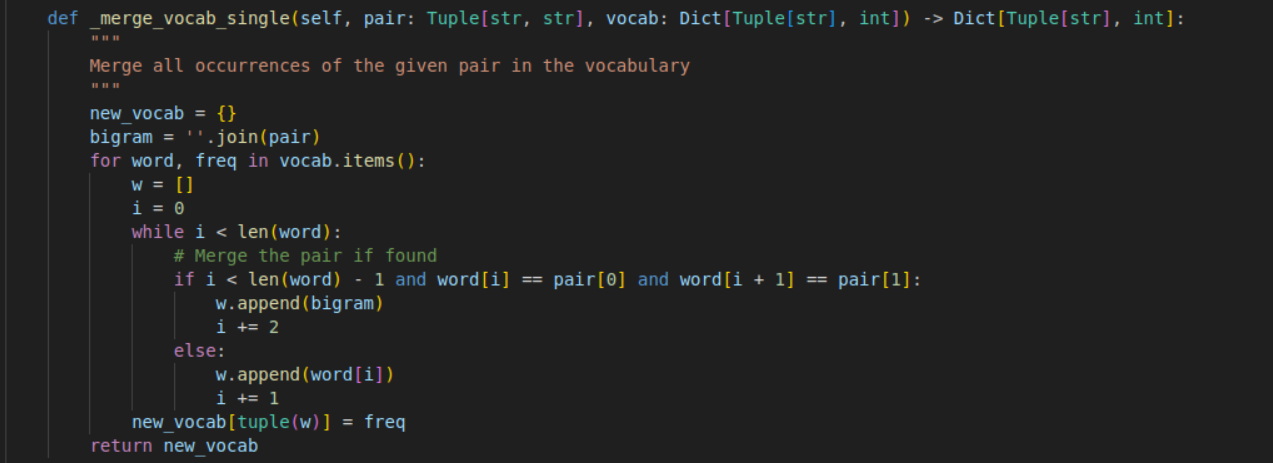 def _merge_vocab_single(self, pair: Tuple[str, str], vocab: Dict[Tuple[str], int]) -> Dict[Tuple[str], int]:
    """
    Merge all occurrences of the given pair in the vocabulary
    """
    new_vocab = {}
    bigram = ''.join(pair)
    for word, freq in vocab.items():
        w = []
        i = 0
        while i < len(word):
            # Merge the pair if found
            if i < len(word) - 1 and word[i] == pair[0] and word[i + 1] == pair[1]:
                w.append(bigram)
                i += 2
            else:
                w.append(word[i])
                i += 1
        new_vocab[tuple(w)] = freq
    return new_vocab